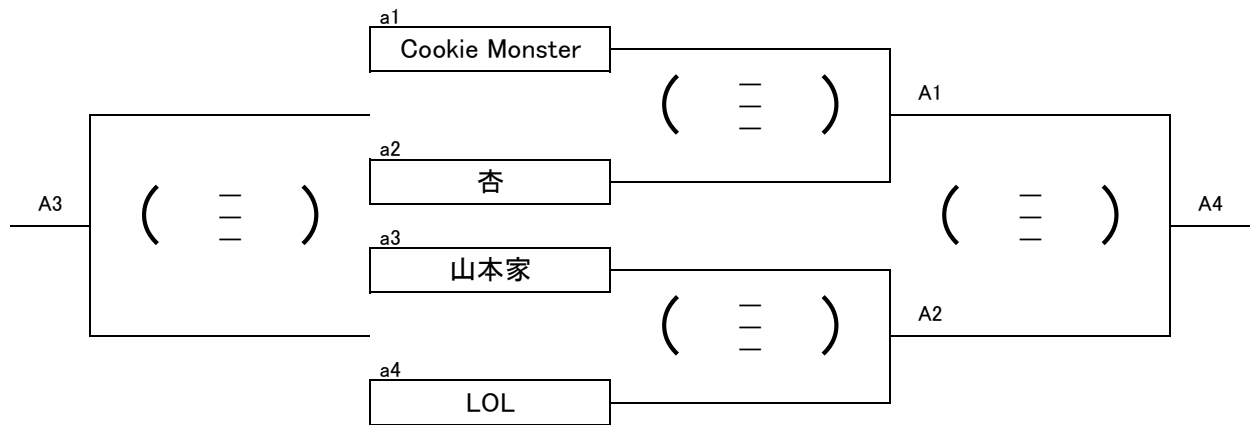 a1
Cookie Monster
( — — — )
A1
a2
杏
A3
( — — — )
( — — — )
A4
a3
山本家
( — — — )
A2
a4
LOL